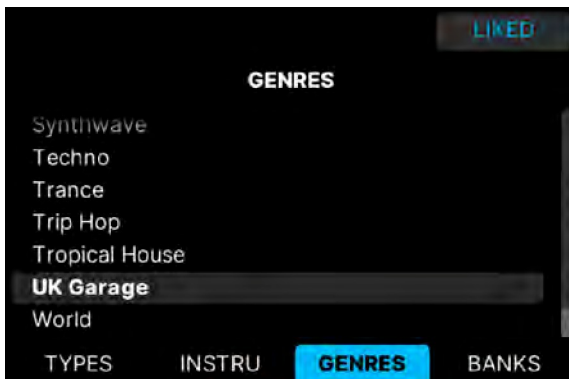 LIKED
GENRES
Synthwave
Techno
Trance
Trip Hop
Tropical House
UK Garage
World
TYPES INSTRU GENRES BANKS